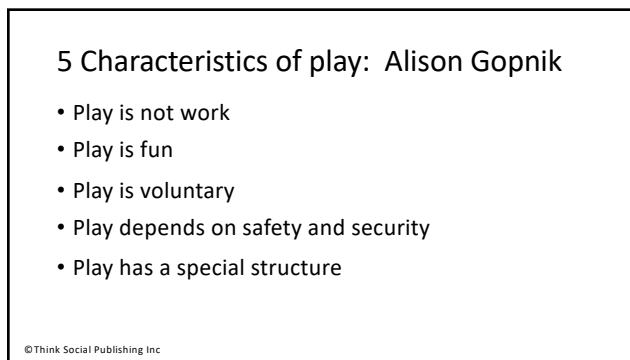 5 Characteristics of play: Alison Gopnik
• Play is not work
• Play is fun
• Play is voluntary
• Play depends on safety and security
• Play has a special structure
©Think Social Publishing Inc